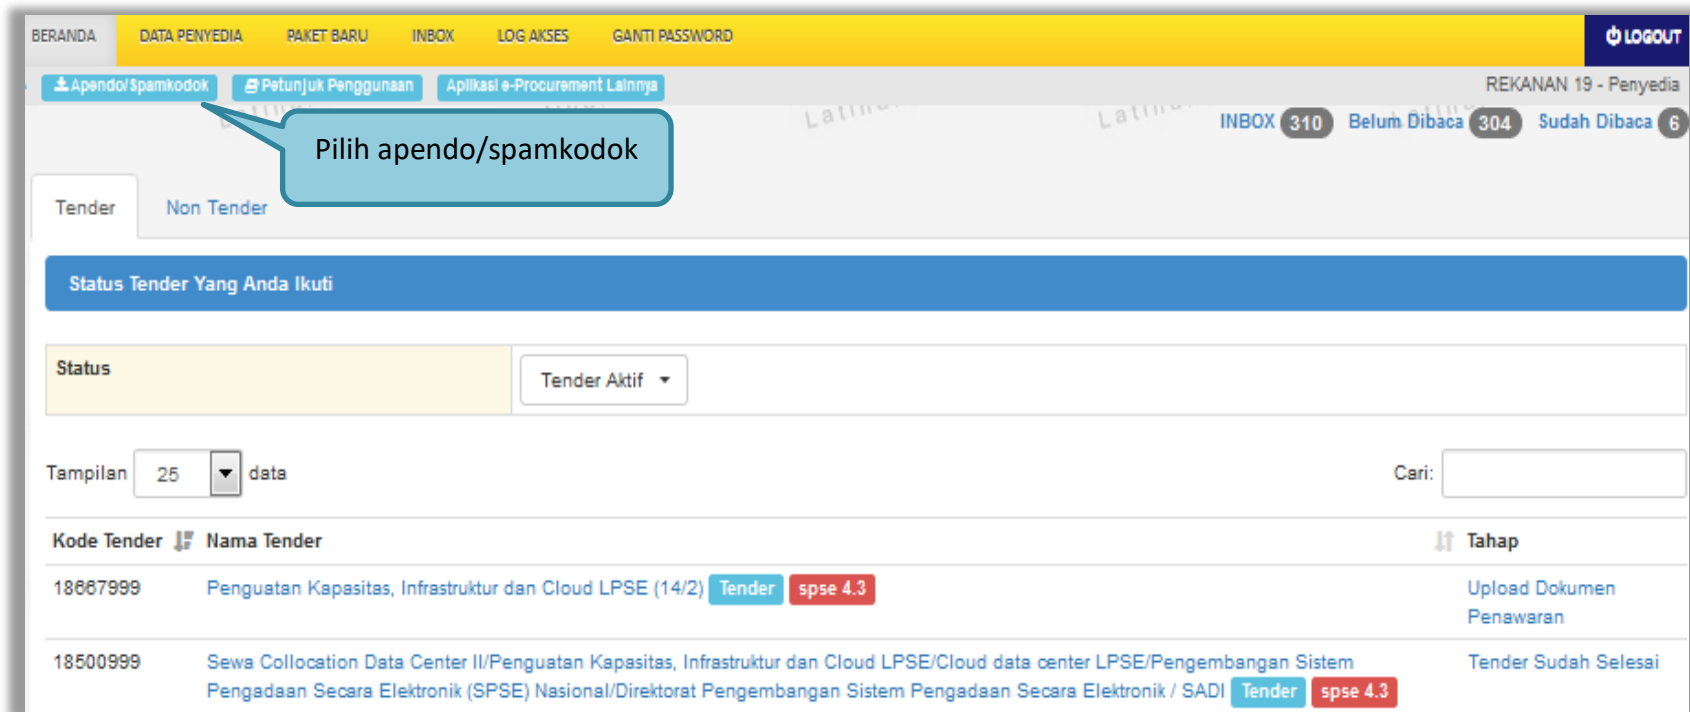 BERANDA DATA PENYEDIA PAKET BARU INBOX LOG AKSES GANTI PASSWORD LOGOUT
Apendo/Spamkodok Petunjuk Penggunaan Aplikasi e-Procurement Lainnya REKANAN 19 - Penyedia
INBOX 310 Belum Dibaca 304 Sudah Dibaca 6
Pilih apendo/spamkodok
Tender Non Tender
Status Tender Yang Anda Ikuti
Status Tender Aktif
Tampilan 25 data Cari:
Kode Tender Nama Tender Tahap
18667999 Penguatan Kapasitas, Infrastruktur dan Cloud LPSE (14/2) Tender spse 4.3 Upload Dokumen
Penawaran
18500999 Sewa Collocation Data Center II/Penguatan Kapasitas, Infrastruktur dan Cloud LPSE/Cloud data center LPSE/Pengembangan Sistem Tender Sudah Selesai
Pengadaan Secara Elektronik (SPSE) Nasional/Direktorat Pengembangan Sistem Pengadaan Secara Elektronik / SADI Tender spse 4.3